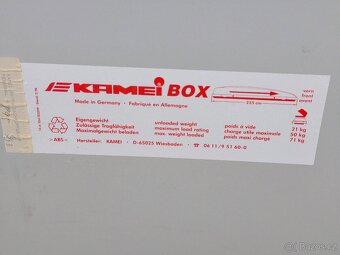 KAMEI BOX
Made in Germany · Fabriqué en Allemagne
235 cm
vorn
front
avant
Eigengewicht unloaded weight poids à vide 21 kg
Zulässige Tragfähigkeit maximum load rating charge utile maximale 50 kg
Maximalgewicht beladen max. weight loaded poids maxi chargé 71 kg
>ABS<
Hersteller: KAMEI · D-65025 Wiesbaden · ☎ 06 11/9 51 60-0
bazoš.cz